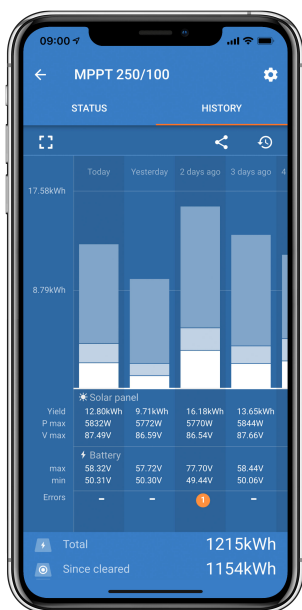 09:00
MPPT 250/100
STATUS HISTORY
Today Yesterday 2 days ago 3 days ago 4
17.58kWh
8.79kWh
Solar panel
Yield 12.80kWh 9.71kWh 16.18kWh 13.65kWh
P max 5832W 5772W 5770W 5844W
V max 87.49V 86.59V 86.54V 87.66V
Battery
max 58.32V 57.72V 77.70V 58.44V
min 50.31V 50.30V 49.44V 50.06V
Errors – – 1 –
Total 1215kWh
Since cleared 1154kWh